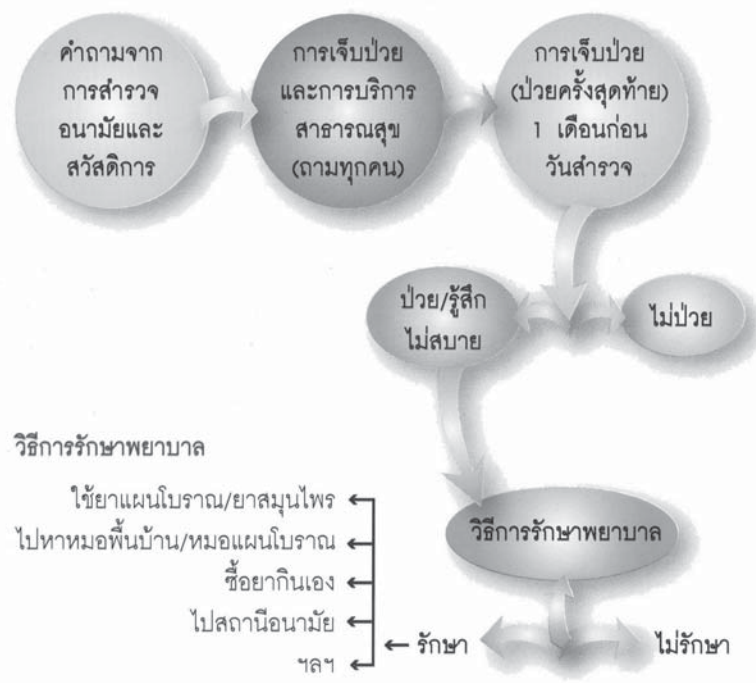 คำถามจาก
การสำรวจ
อนามัยและ
สวัสดิการ
การเจ็บป่วย
และการบริการ
สาธารณสุข
(ถามทุกคน)
การเจ็บป่วย
(ป่วยครั้งสุดท้าย)
1 เดือนก่อน
วันสำรวจ
ป่วย/รู้สึก
ไม่สบาย
ไม่ป่วย
วิธีการรักษาพยาบาล
ใช้ยาแผนโบราณ/ยาสมุนไพร
ไปหาหมอพื้นบ้าน/หมอแผนโบราณ
ซื้อยากินเอง
ไปสถานีอนามัย
ฯลฯ
วิธีการรักษาพยาบาล
รักษา
ไม่รักษา